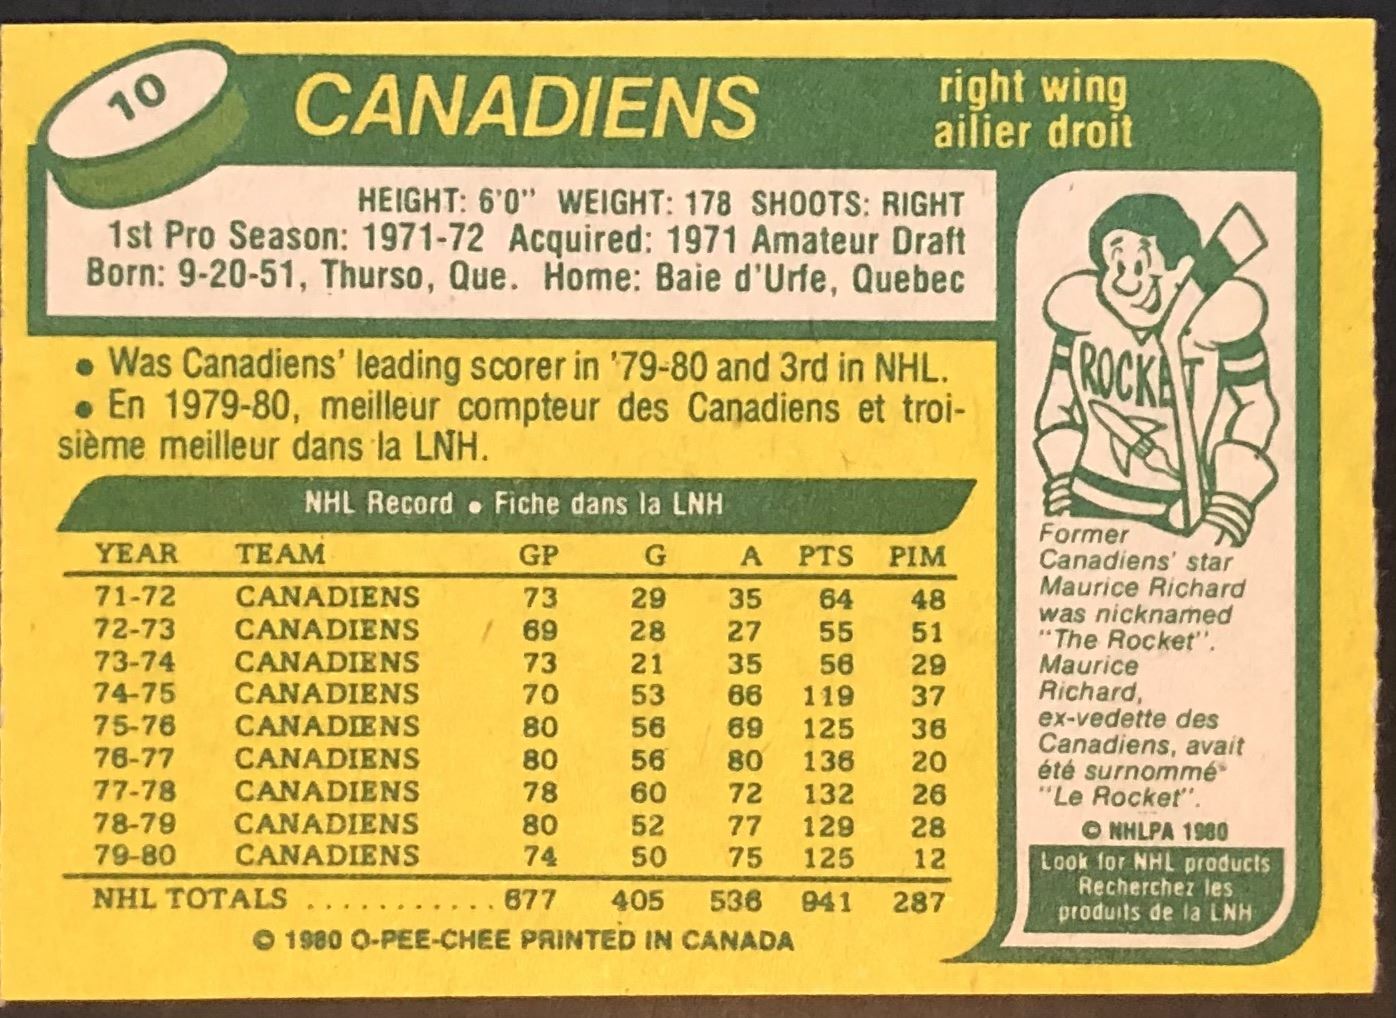 10
CANADIENS
right wing
ailier droit
HEIGHT: 6'0" WEIGHT: 178 SHOOTS: RIGHT
1st Pro Season: 1971-72 Acquired: 1971 Amateur Draft
Born: 9-20-51, Thurso, Que. Home: Baie d'Urfe, Quebec
• Was Canadiens' leading scorer in '79-80 and 3rd in NHL.
• En 1979-80, meilleur compteur des Canadiens et troi-
sième meilleur dans la LNH.
NHL Record • Fiche dans la LNH
YEAR TEAM GP G A PTS PIM
71-72 CANADIENS 73 29 35 64 48
72-73 CANADIENS 69 28 27 55 51
73-74 CANADIENS 73 21 35 56 29
74-75 CANADIENS 70 53 66 119 37
75-76 CANADIENS 80 56 69 125 36
76-77 CANADIENS 80 56 80 136 20
77-78 CANADIENS 78 60 72 132 26
78-79 CANADIENS 80 52 77 129 28
79-80 CANADIENS 74 50 75 125 12
NHL TOTALS ............ 677 405 536 941 287
© 1980 O-PEE-CHEE PRINTED IN CANADA
ROCKET
Former
Canadiens' star
Maurice Richard
was nicknamed
"The Rocket".
Maurice
Richard,
ex-vedette des
Canadiens, avait
été surnommé
"Le Rocket".
© NHLPA 1980
Look for NHL products
Recherchez les
produits de la LNH